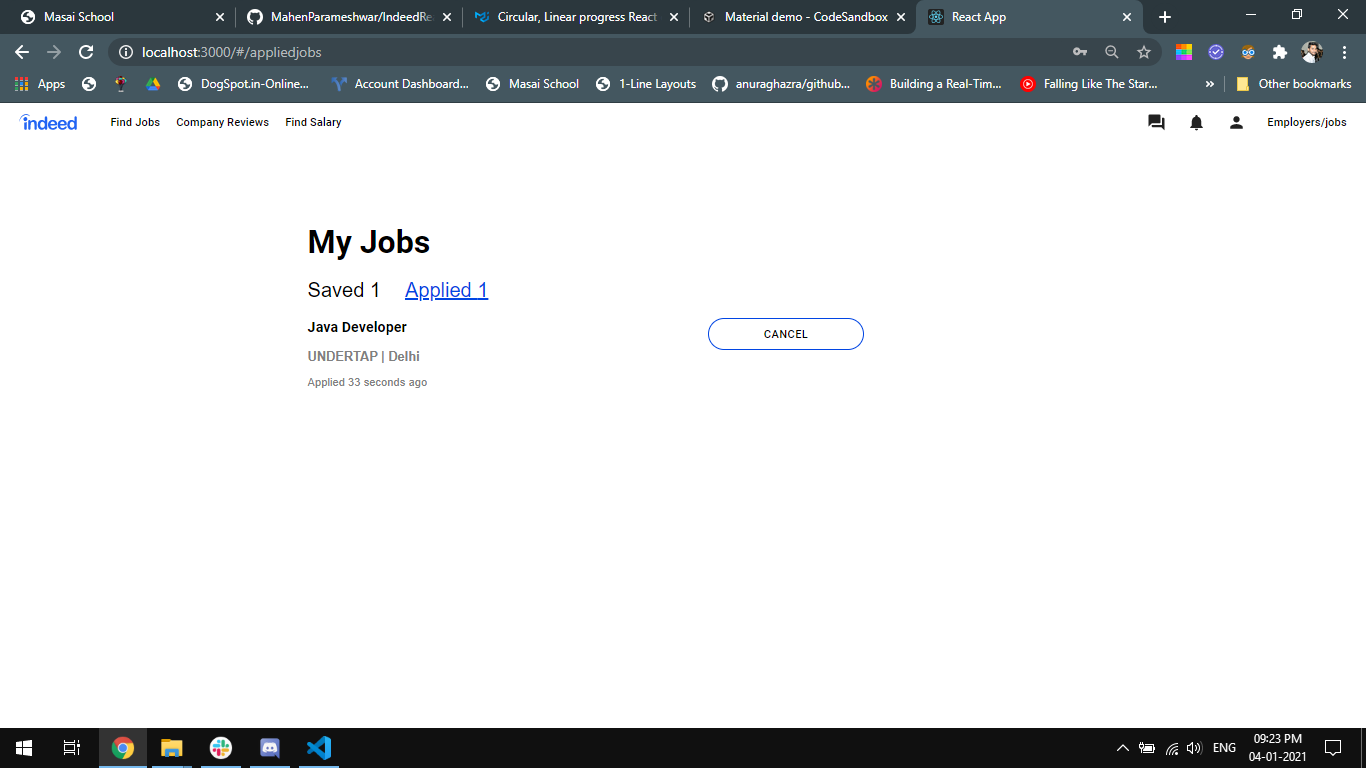 Masai School
MahenParameshwar/IndeedRe
Circular, Linear progress React
Material demo - CodeSandbox
React App
localhost:3000/#/appliedjobs
Apps
DogSpot.in-Online...
Account Dashboard...
Masai School
1-Line Layouts
anuraghazra/github...
Building a Real-Tim...
Falling Like The Star...
»
Other bookmarks
indeed
Find Jobs
Company Reviews
Find Salary
Employers/jobs
My Jobs
Saved 1
Applied 1
Java Developer
CANCEL
UNDERTAP | Delhi
Applied 33 seconds ago
ENG
09:23 PM
04-01-2021